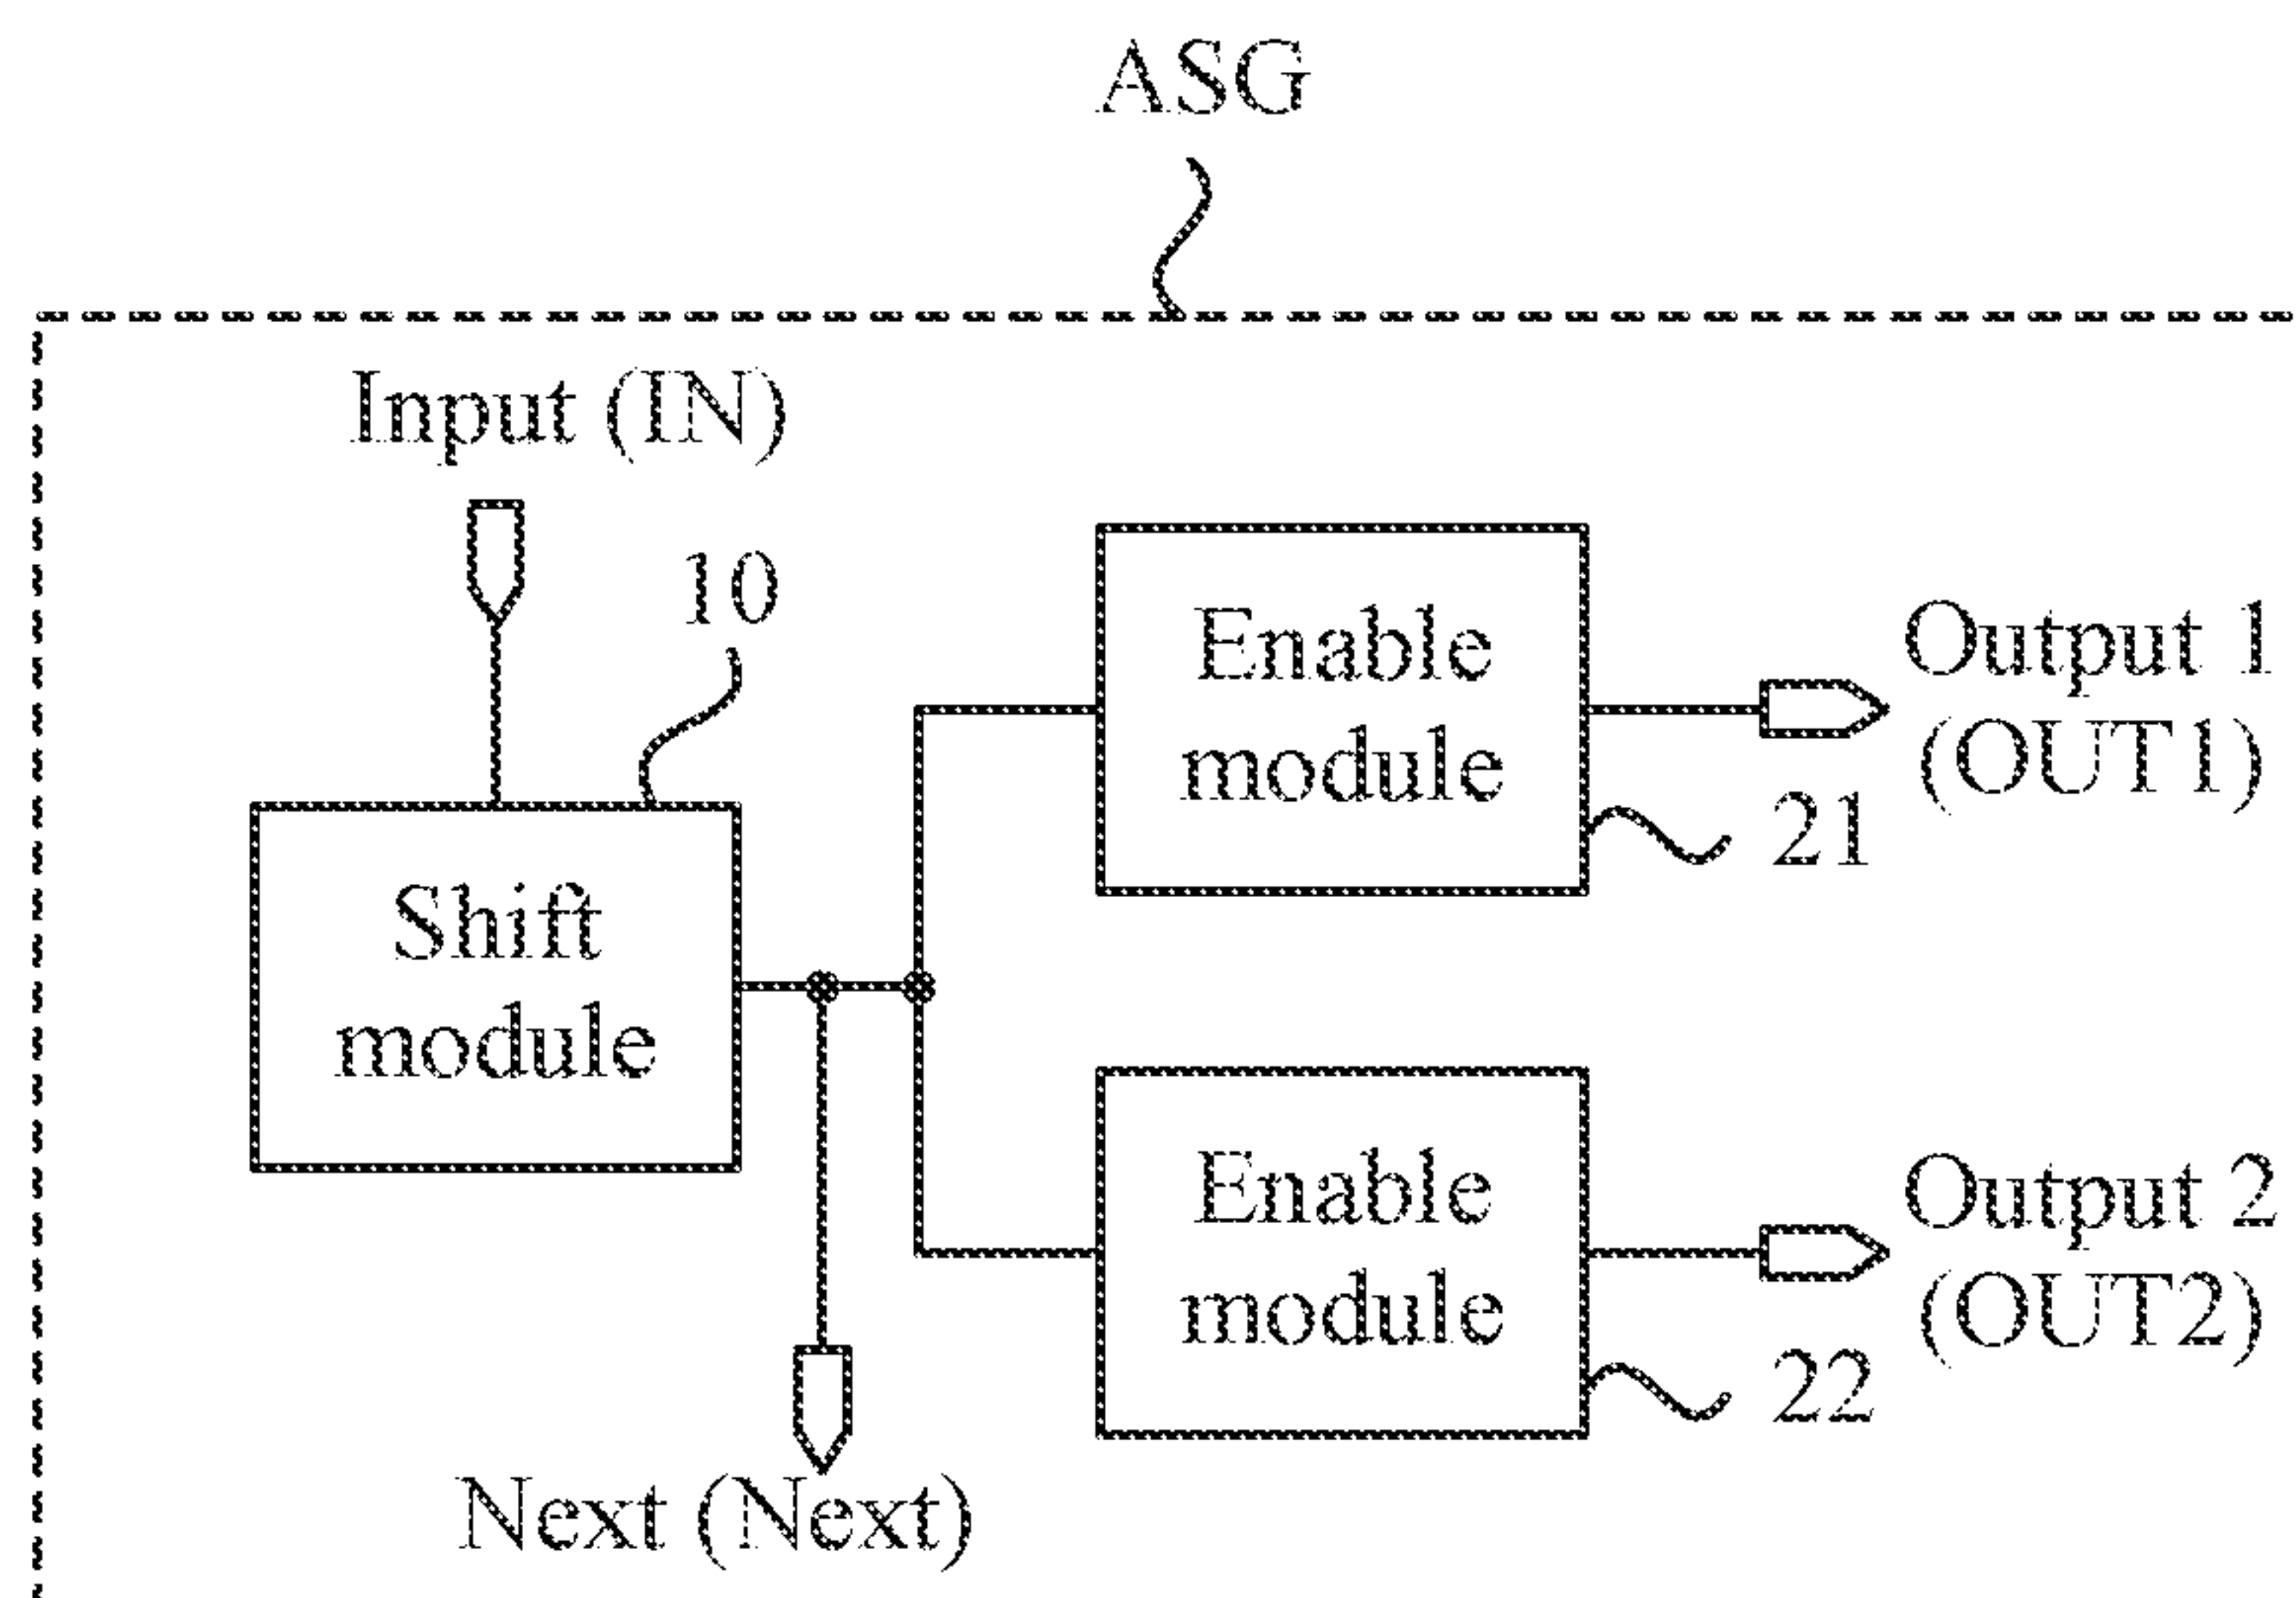 ASG
Input (IN)
10
Shift
module
Enable
module
Output 1
(OUT1)
21
Enable
module
Output 2
(OUT2)
22
Next (Next)